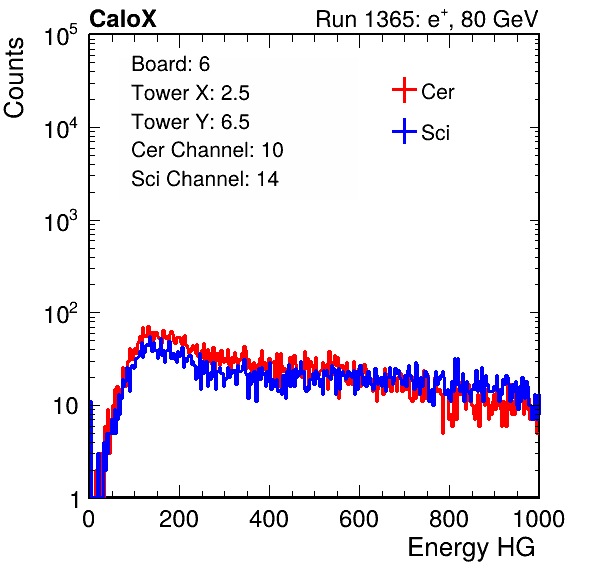 CaloX Run 1365: e⁺, 80 GeV
Counts
10⁵
10⁴
10³
10²
10
1
Board: 6
Tower X: 2.5
Tower Y: 6.5
Cer Channel: 10
Sci Channel: 14
Cer
Sci
0 200 400 600 800 1000
Energy HG